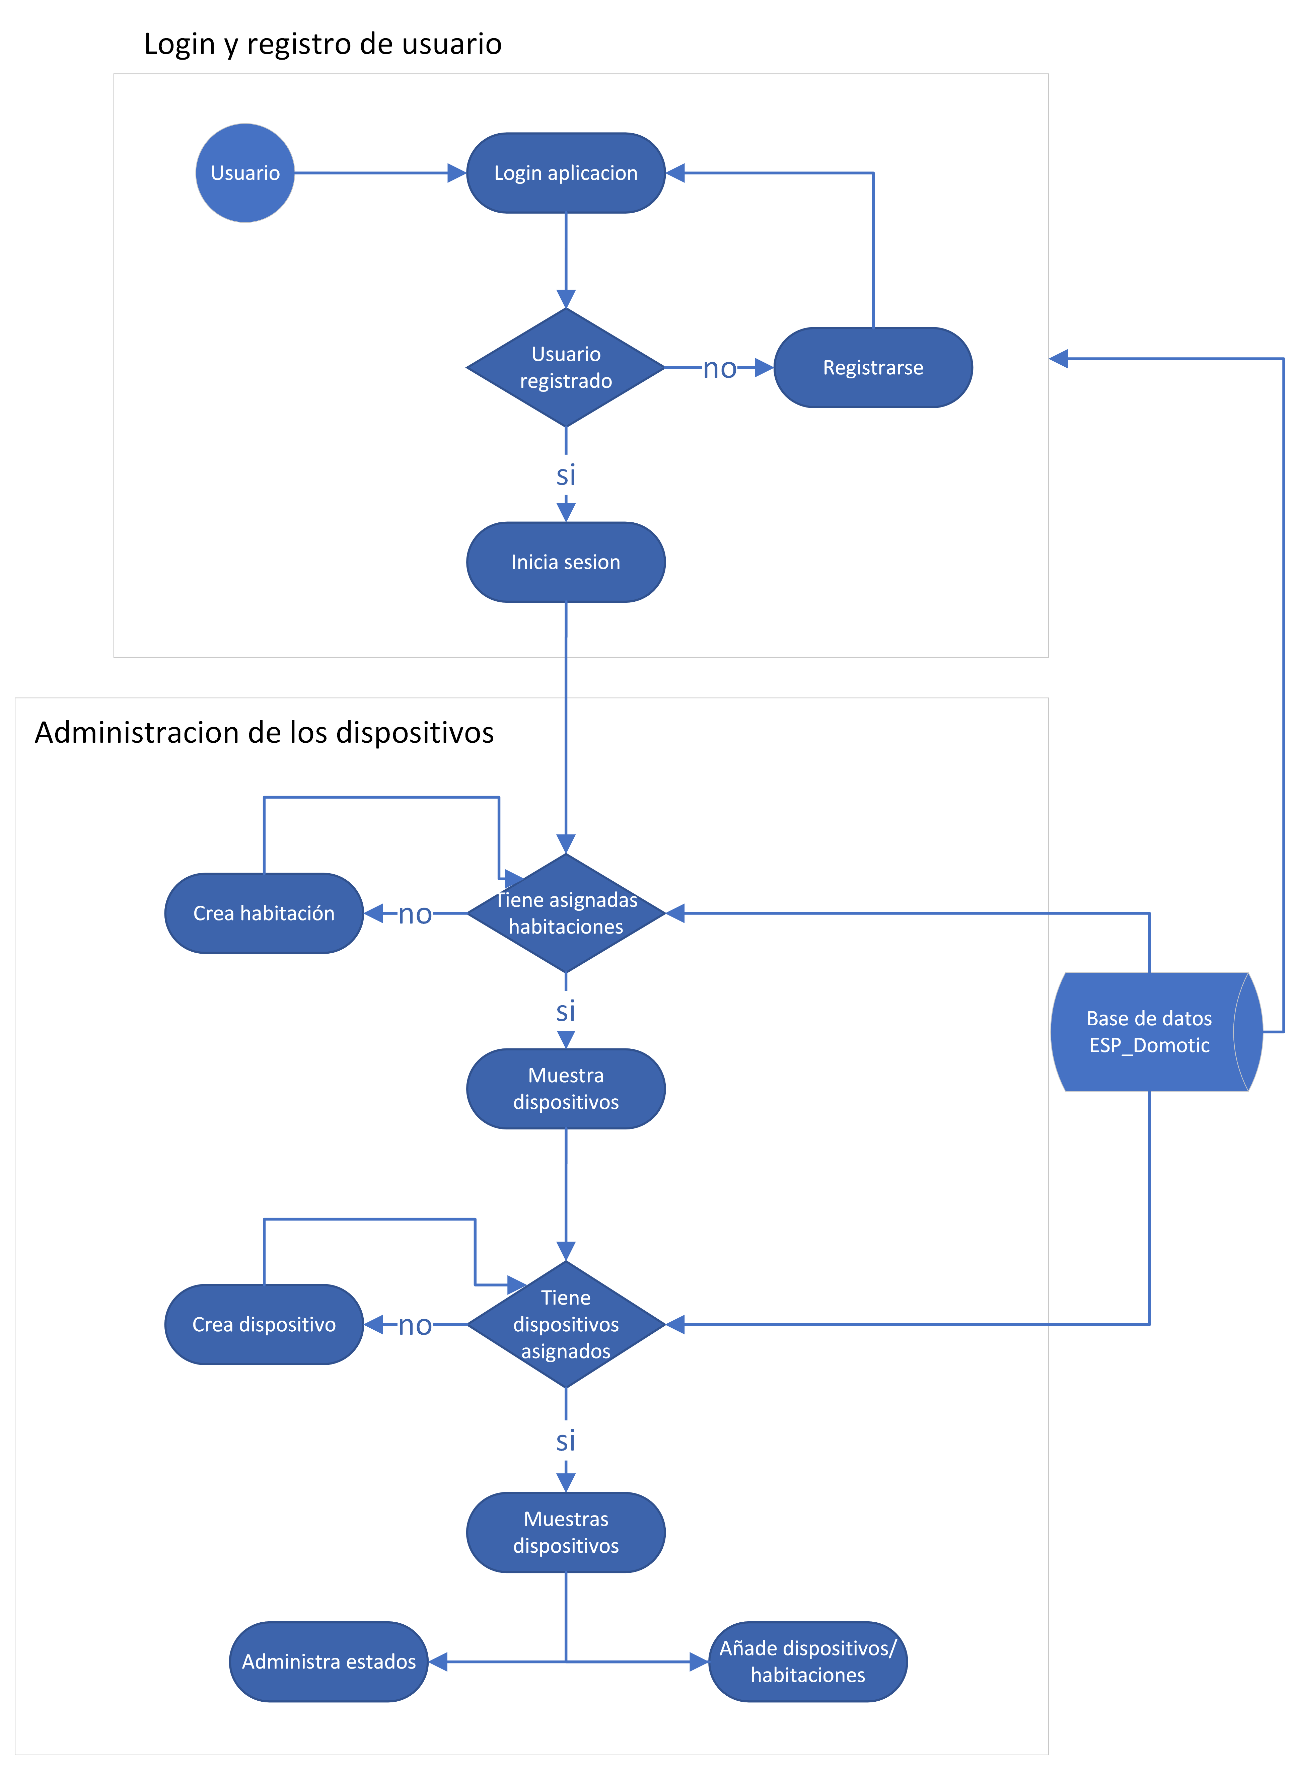 Login y registro de usuario
Usuario
Login aplicacion
Usuario
registrado
no
Registrarse
si
Inicia sesion
Administracion de los dispositivos
Crea habitación
no
Tiene asignadas
habitaciones
si
Base de datos
ESP_Domotic
Muestra
dispositivos
Crea dispositivo
no
Tiene
dispositivos
asignados
si
Muestras
dispositivos
Administra estados
Añade dispositivos/
habitaciones